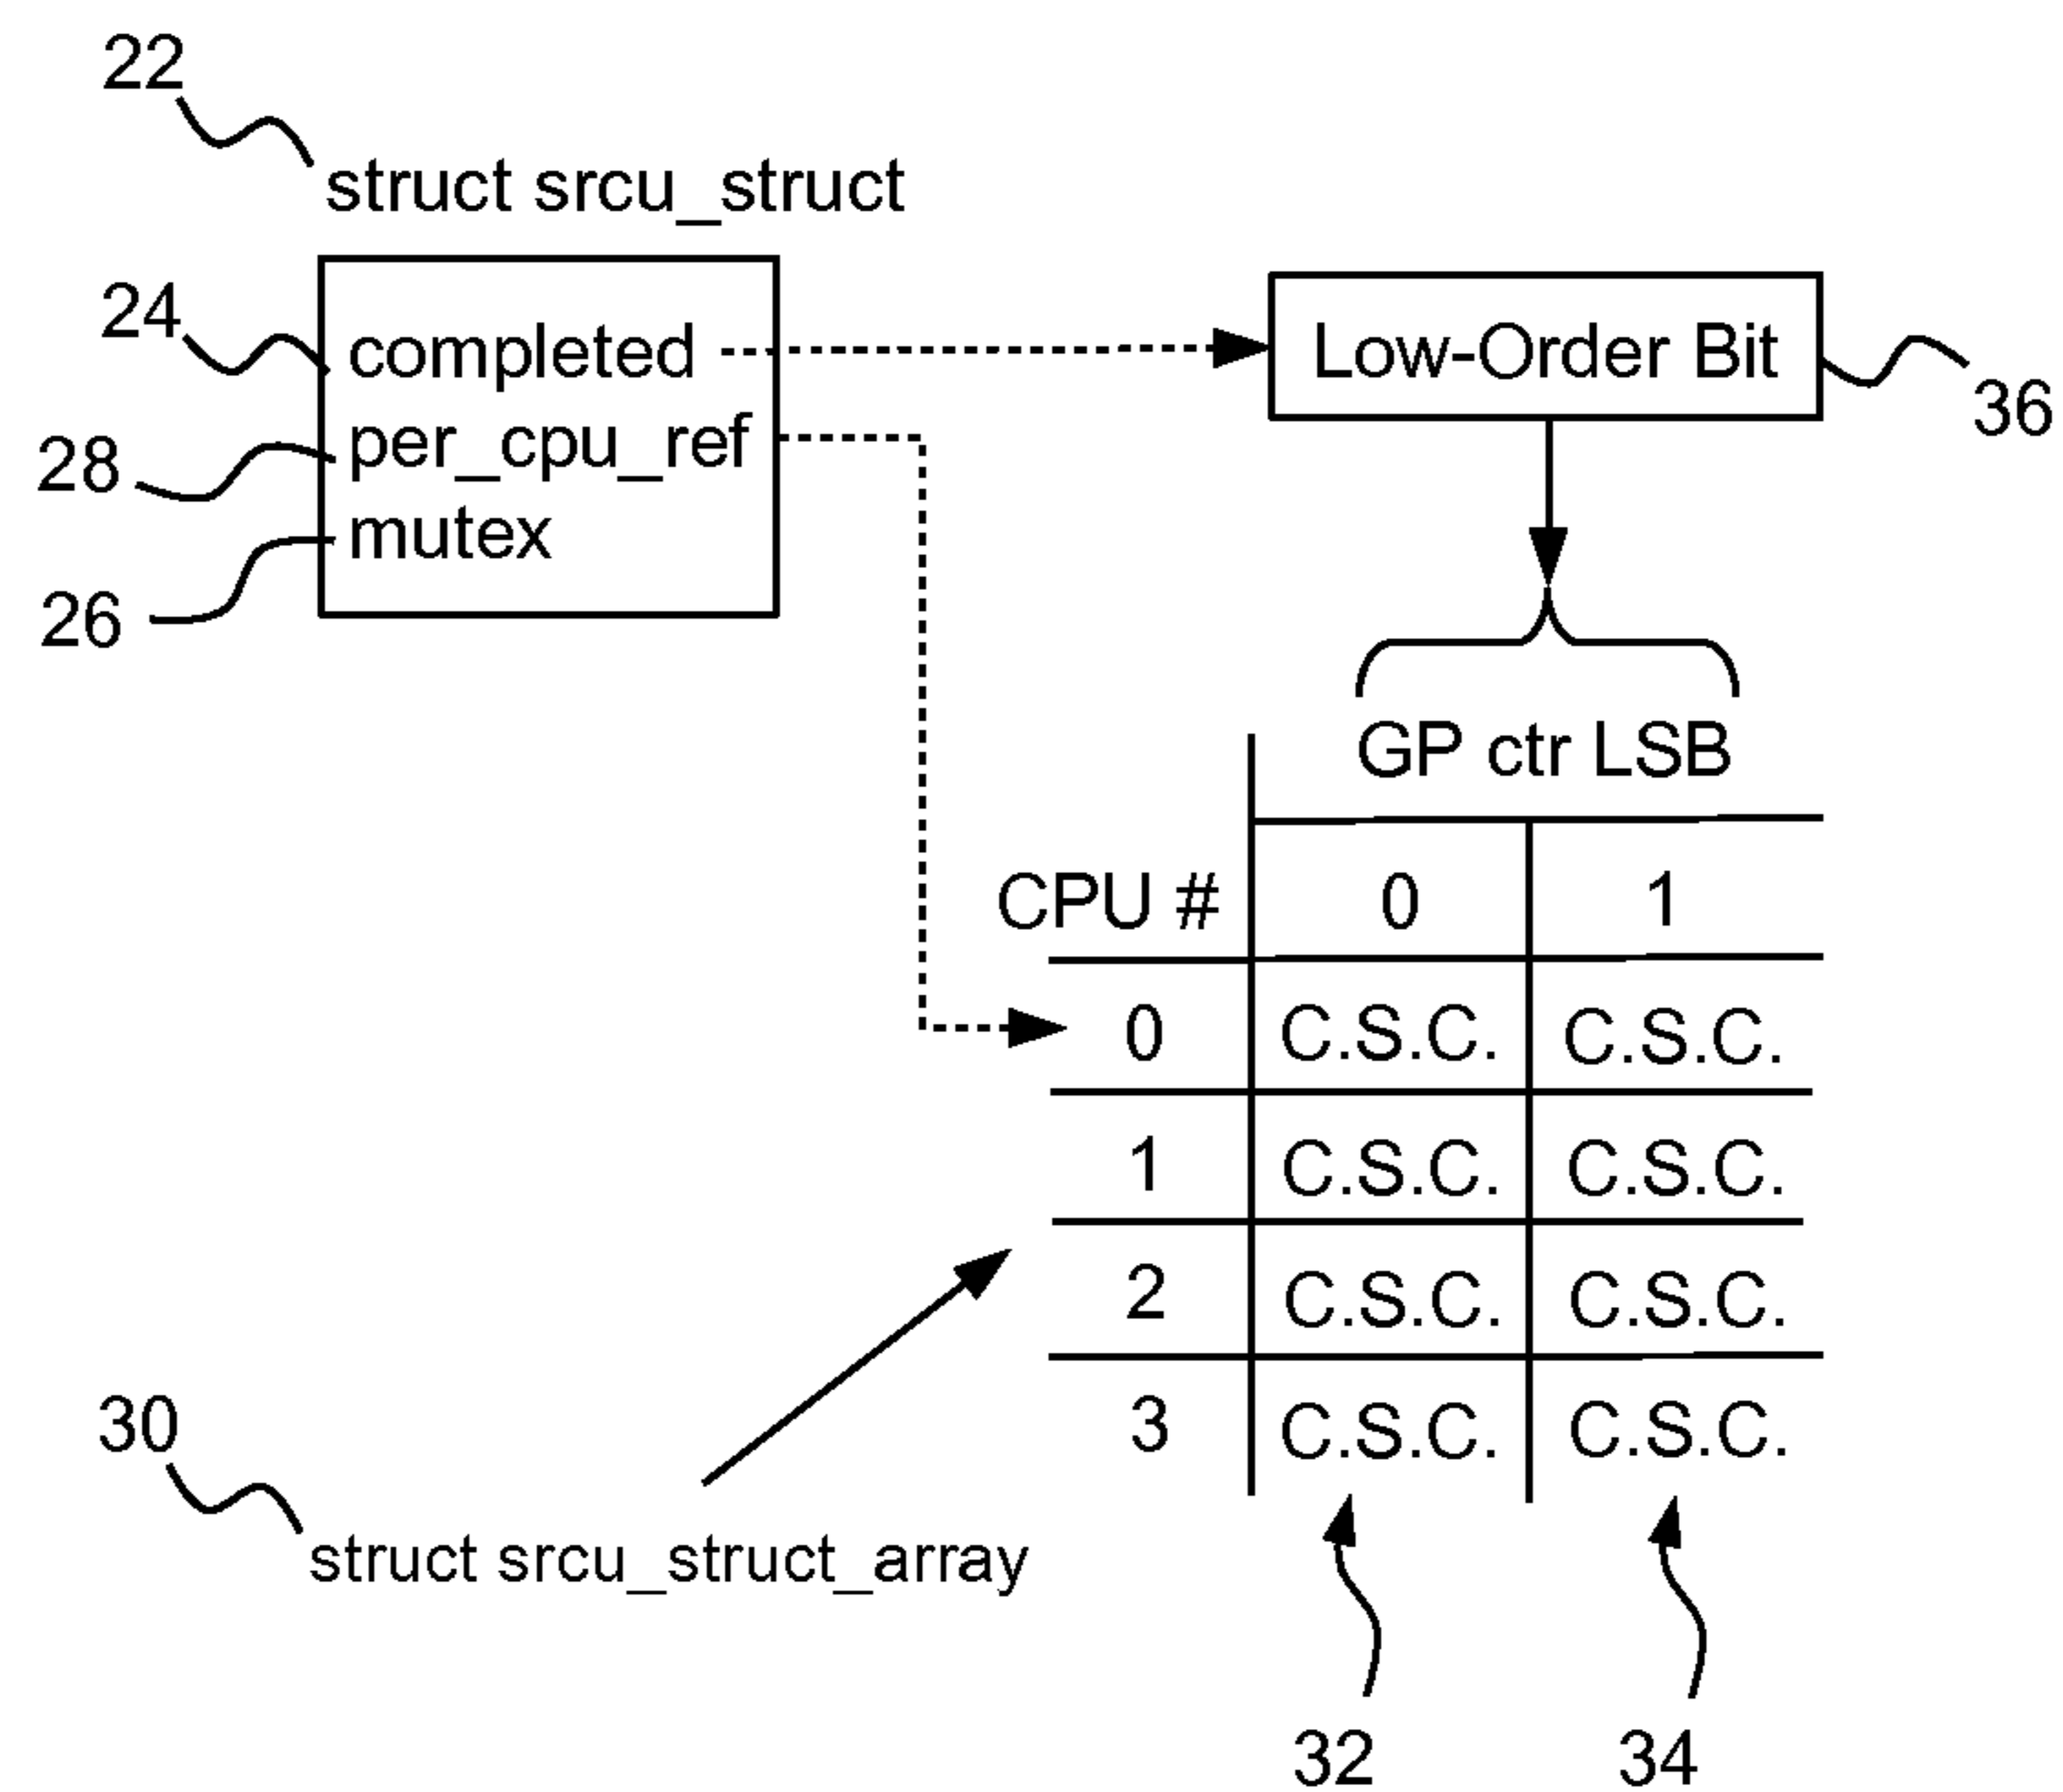 22
struct srcu_struct
24
completed
Low-Order Bit
36
28
per_cpu_ref
26
mutex
GP ctr LSB
CPU # 0 1
0 C.S.C. C.S.C.
1 C.S.C. C.S.C.
2 C.S.C. C.S.C.
3 C.S.C. C.S.C.
30
struct srcu_struct_array
32 34